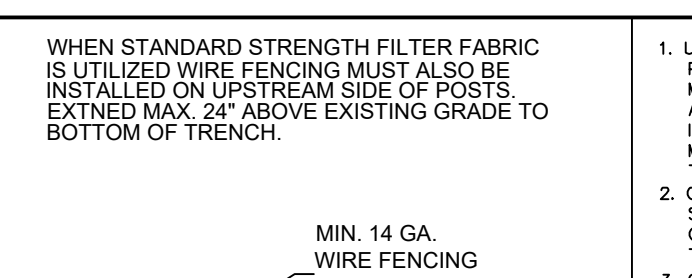 WHEN STANDARD STRENGTH FILTER FABRIC
IS UTILIZED WIRE FENCING MUST ALSO BE
INSTALLED ON UPSTREAM SIDE OF POSTS.
EXTNED MAX. 24" ABOVE EXISTING GRADE TO
BOTTOM OF TRENCH.
MIN. 14 GA.
WIRE FENCING
1.
2.